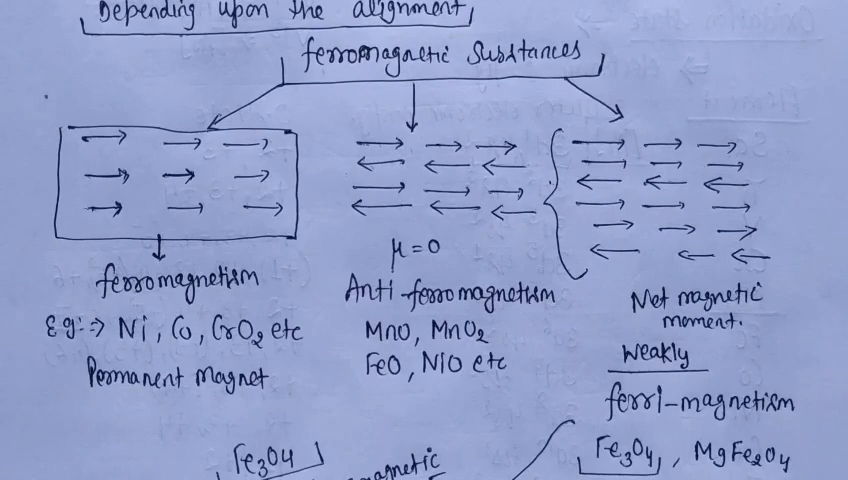 Depending upon the alignment,
ferromagnetic Substances
μ = 0
ferromagnetism
Eg:⇒ Ni, Co, CrO2 etc
Permanent Magnet
Anti-ferromagnetism
MnO, MnO2
FeO, NiO etc
Net magnetic
moment.
Weakly
ferri-magnetism
Fe3O4, MgFe2O4
Fe3O4
magnetic